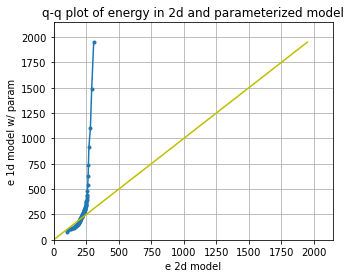 q-q plot of energy in 2d and parameterized model
2000
1750
1500
1250
1000
750
500
250
0
e 1d model w/ param
0 250 500 750 1000 1250 1500 1750 2000
e 2d model